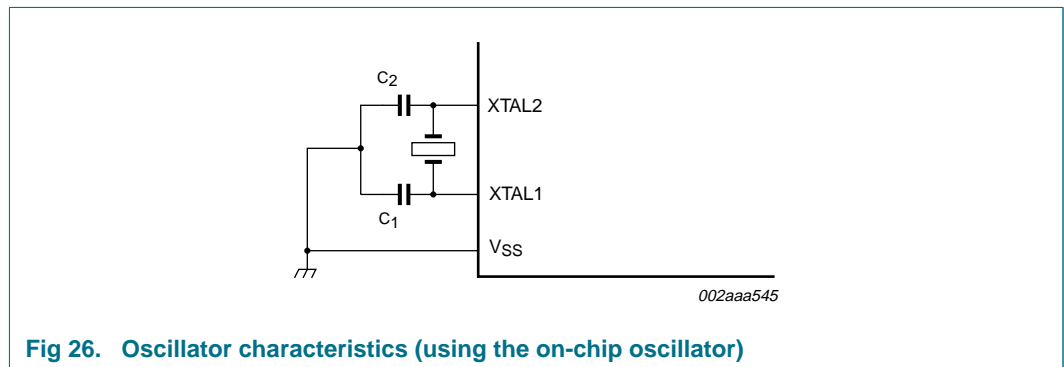 C2
XTAL2
XTAL1
C1
VSS
002aaa545
Fig 26. Oscillator characteristics (using the on-chip oscillator)